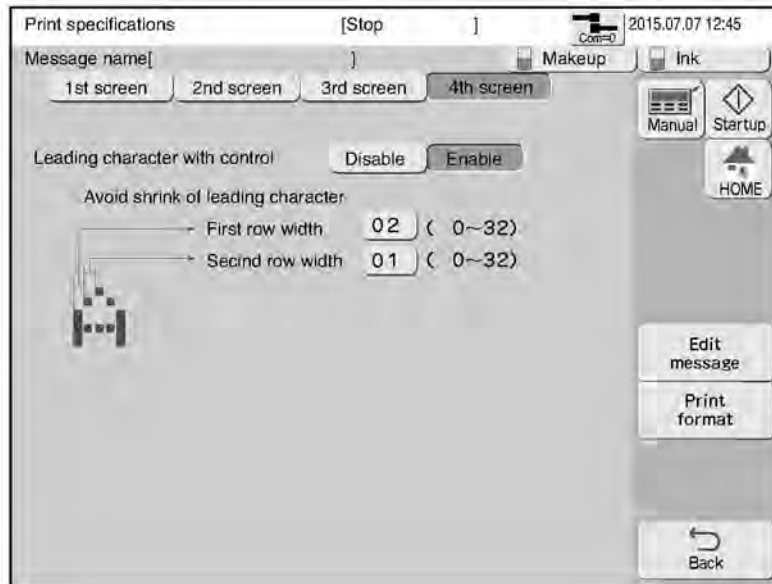 Print specifications [Stop ] Com=0 2015.07.07 12:45
Message name[ ] Makeup Ink
1st screen 2nd screen 3rd screen 4th screen
Manual Startup
Leading character with control Disable Enable
HOME
Avoid shrink of leading character
First row width 02 ( 0~32)
Secind row width 01 ( 0~32)
Edit
message
Print
format
Back